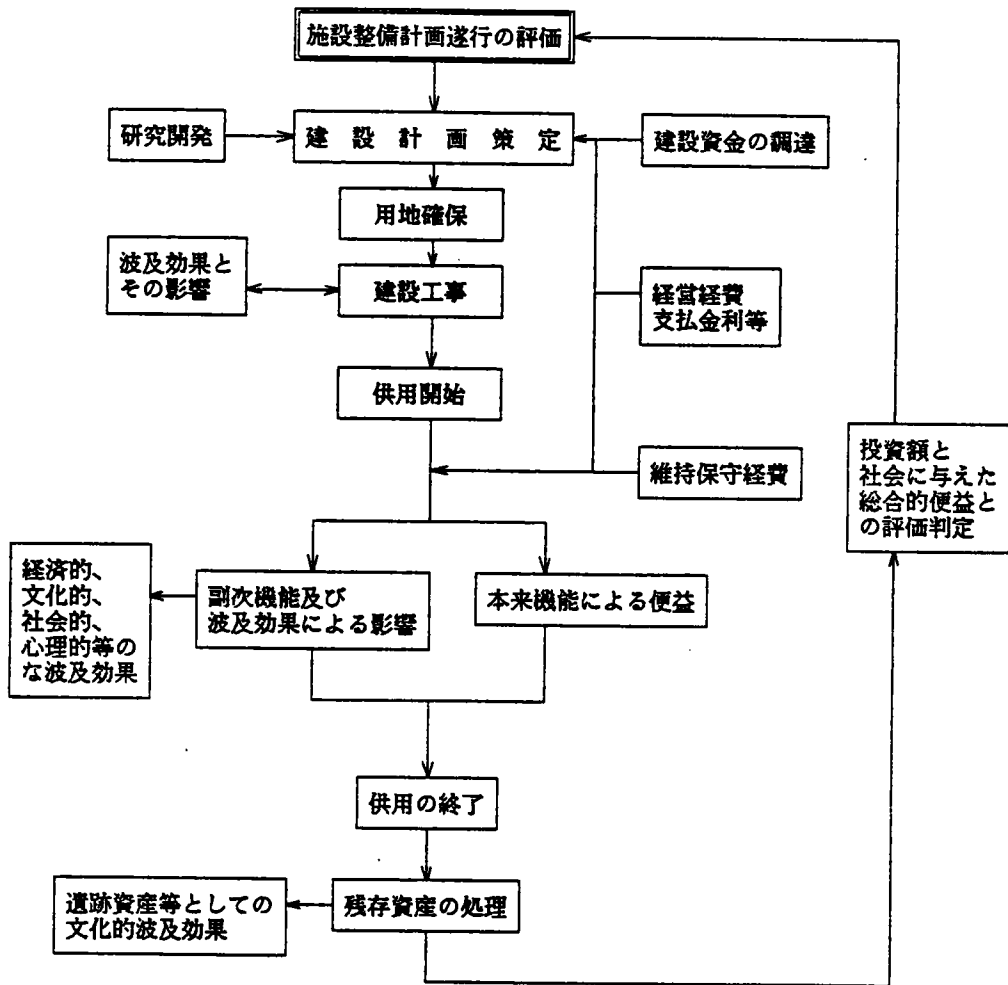 施設整備計画遂行の評価
研究開発
建設計画策定
建設資金の調達
用地確保
波及効果と
その影響
建設工事
経営経費
支払金利等
供用開始
維持保守経費
投資額と
社会に与えた
総合的便益と
の評価判定
経済的、
文化的、
社会的、
心理的等の
な波及効果
副次機能及び
波及効果による影響
本来機能による便益
供用の終了
遺跡資産等としての
文化的波及効果
残存資産の処理